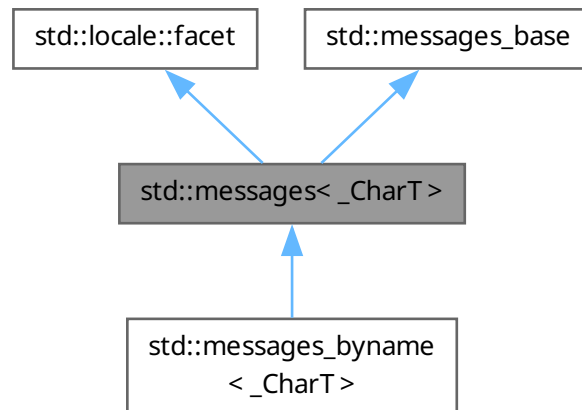 std::locale::facet
std::messages_base
std::messages< _CharT >
std::messages_byname
< _CharT >